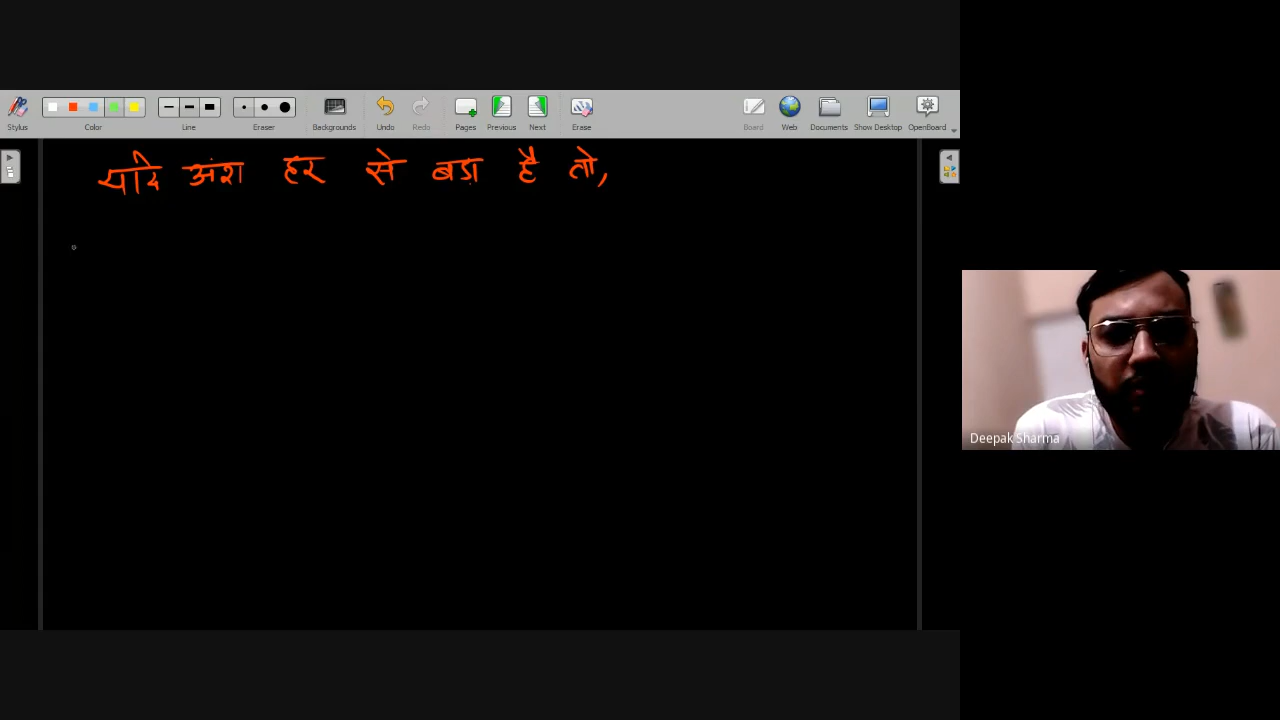 Stylus Color Line Eraser Backgrounds Undo Redo Pages Previous Next Erase Board Web Documents Show Desktop OpenBoard
यदि अंश हर से बड़ा है तो,
Deepak Sharma